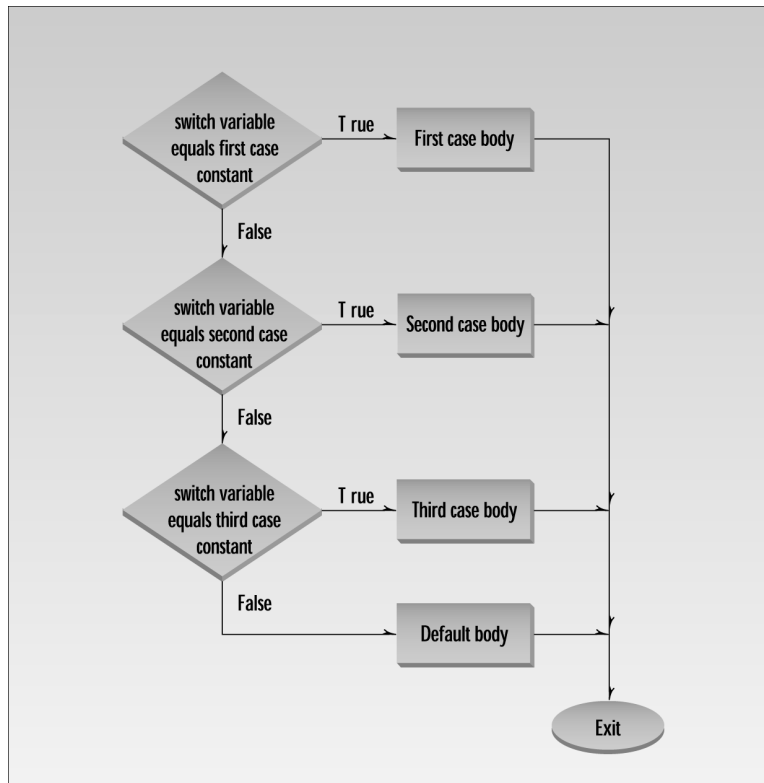 switch variable
equals first case
constant
T rue
First case body
False
switch variable
equals second case
constant
T rue
Second case body
False
switch variable
equals third case
constant
T rue
Third case body
False
Default body
Exit